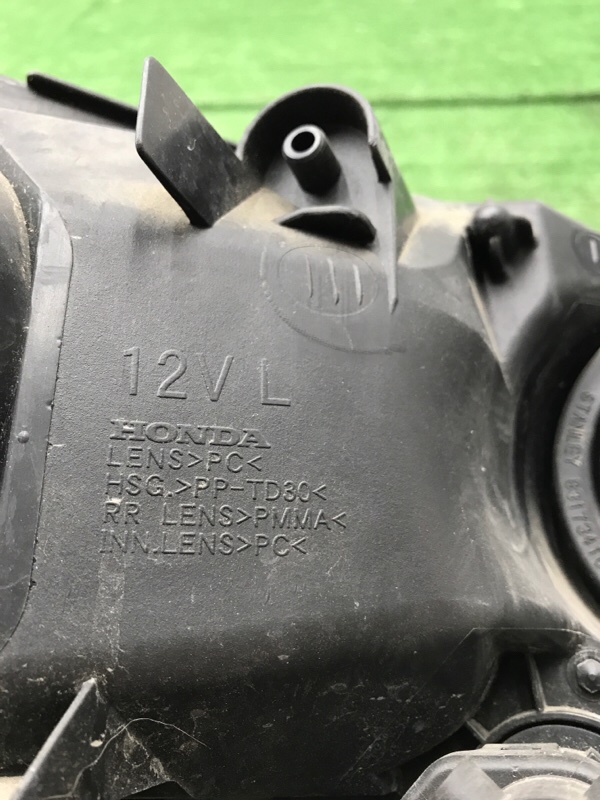 12V L
HONDA
LENS>PC<
HSG.>PP-TD30<
RR LENS>PMMA<
INN.LENS>PC<
STANLEY